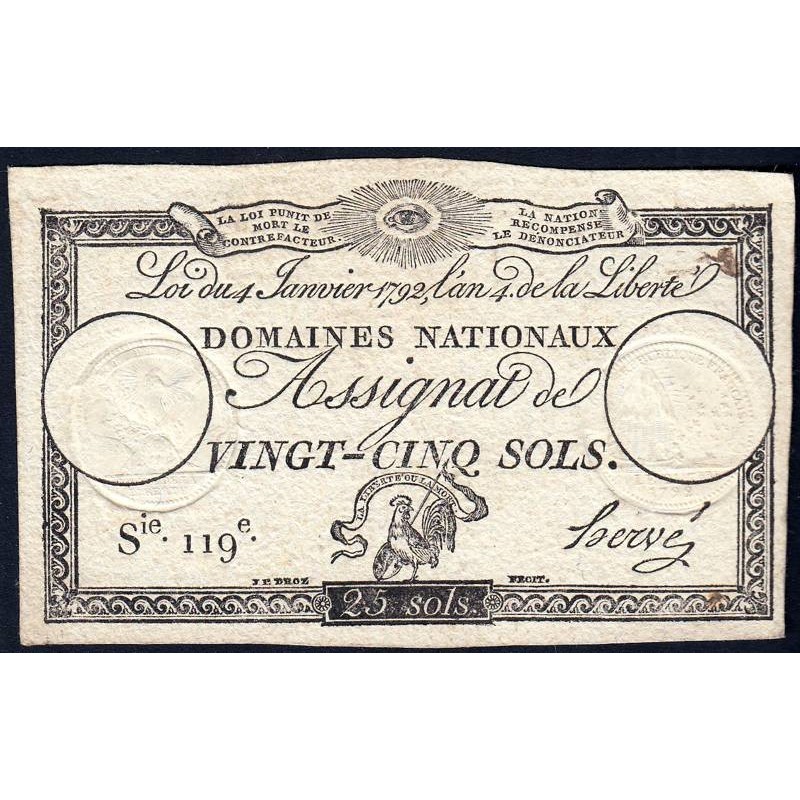 LA LOI PUNIT DE
MORT LE
CONTREFACTEUR.
LA NATION
RECOMPENSE
LE DENONCIATEUR
Loi du 4 Janvier 1792, l'an 4. de la Liberté
DOMAINES NATIONAUX
Assignat de
VINGT-CINQ SOLS.
LA LIBERTÉ OU LA MORT
Sie. 119e.
hervé
J.P. DROZ FECIT.
25 sols.